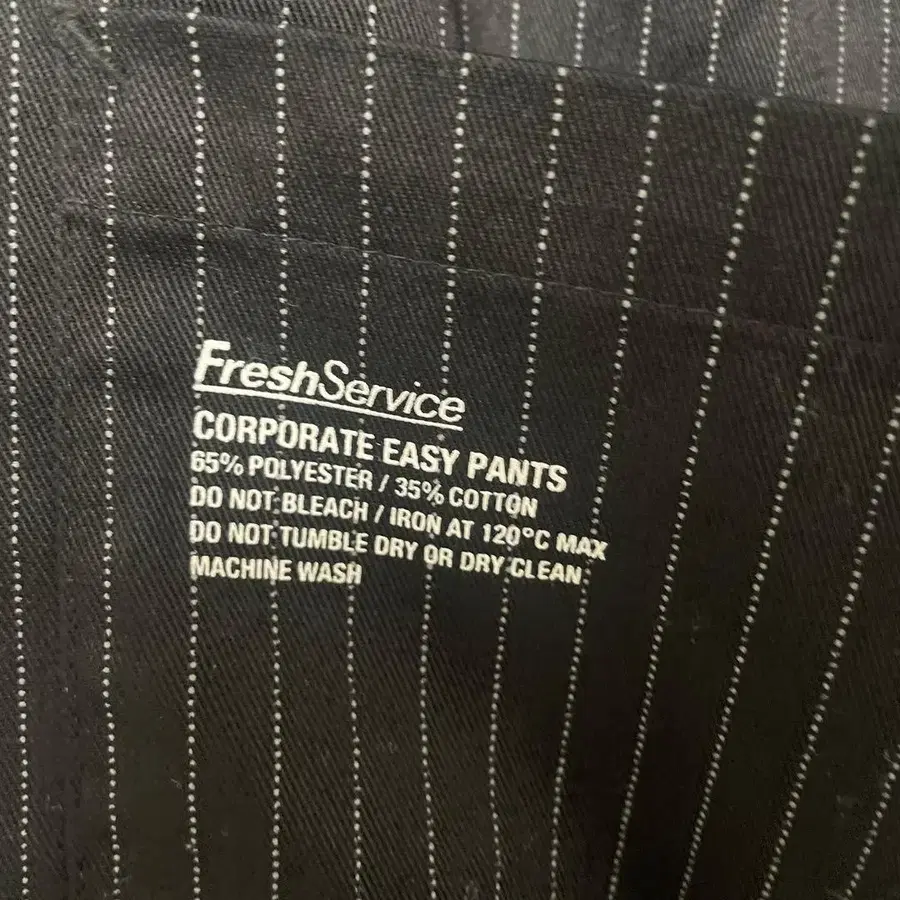 FreshService
CORPORATE EASY PANTS
65% POLYESTER / 35% COTTON
DO NOT BLEACH / IRON AT 120°C MAX
DO NOT TUMBLE DRY OR DRY CLEAN
MACHINE WASH